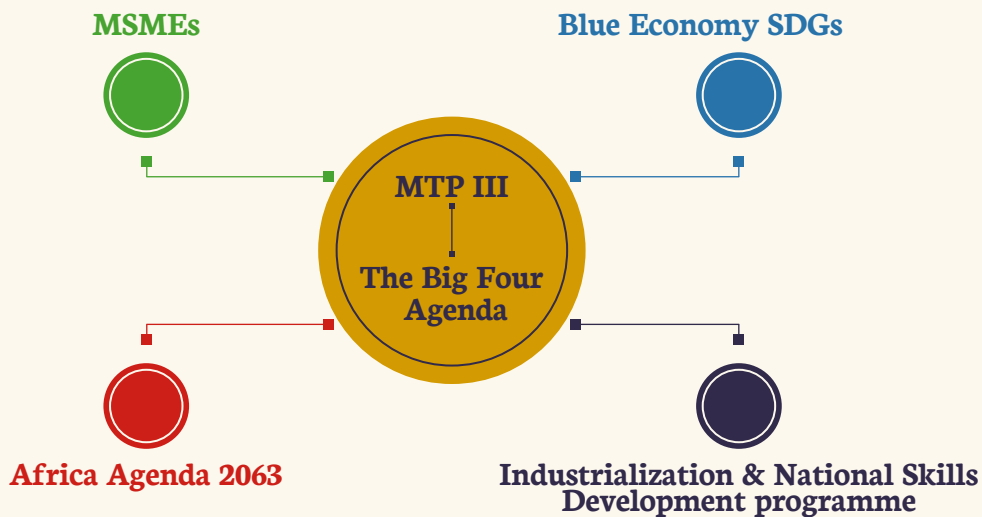 MSMEs
Blue Economy SDGs
MTP III
The Big Four
Agenda
Africa Agenda 2063
Industrialization & National Skills
Development programme